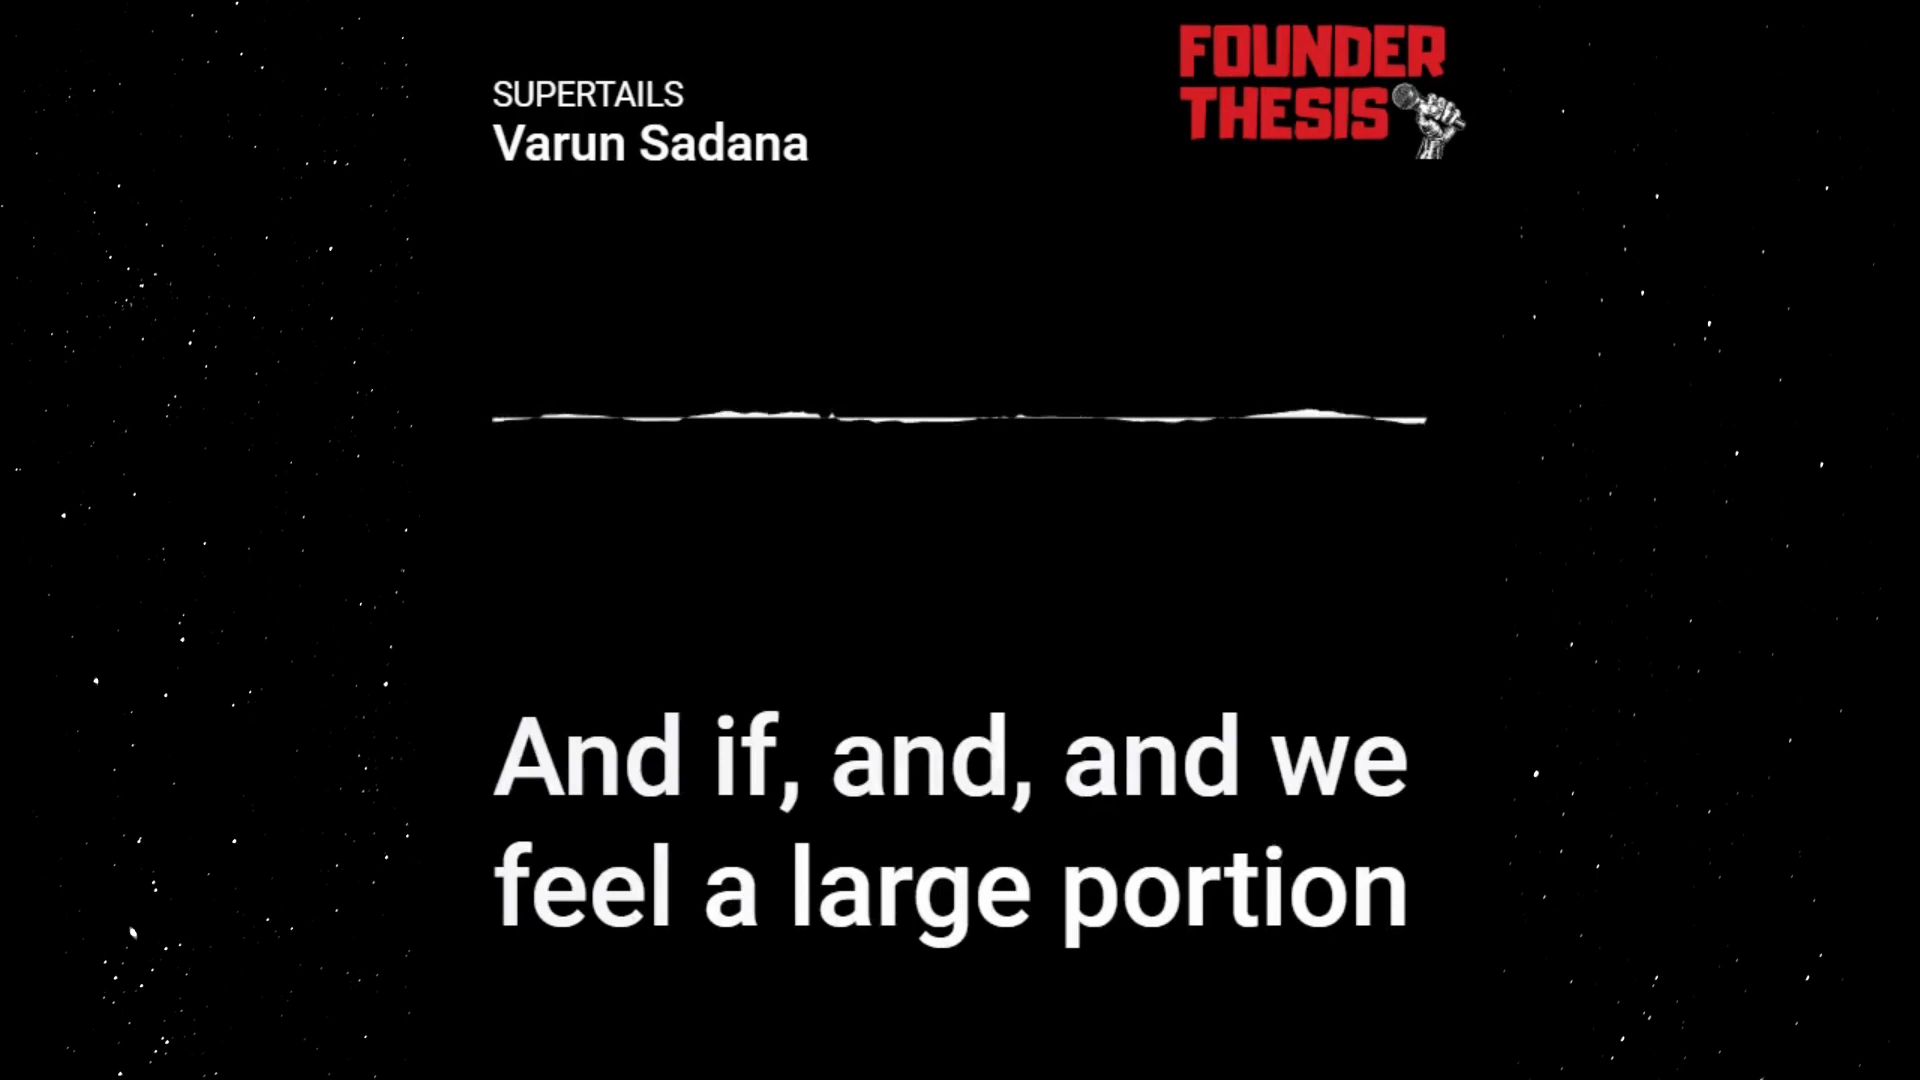 SUPERTAILS
Varun Sadana
FOUNDER
THESIS
And if, and, and we
feel a large portion